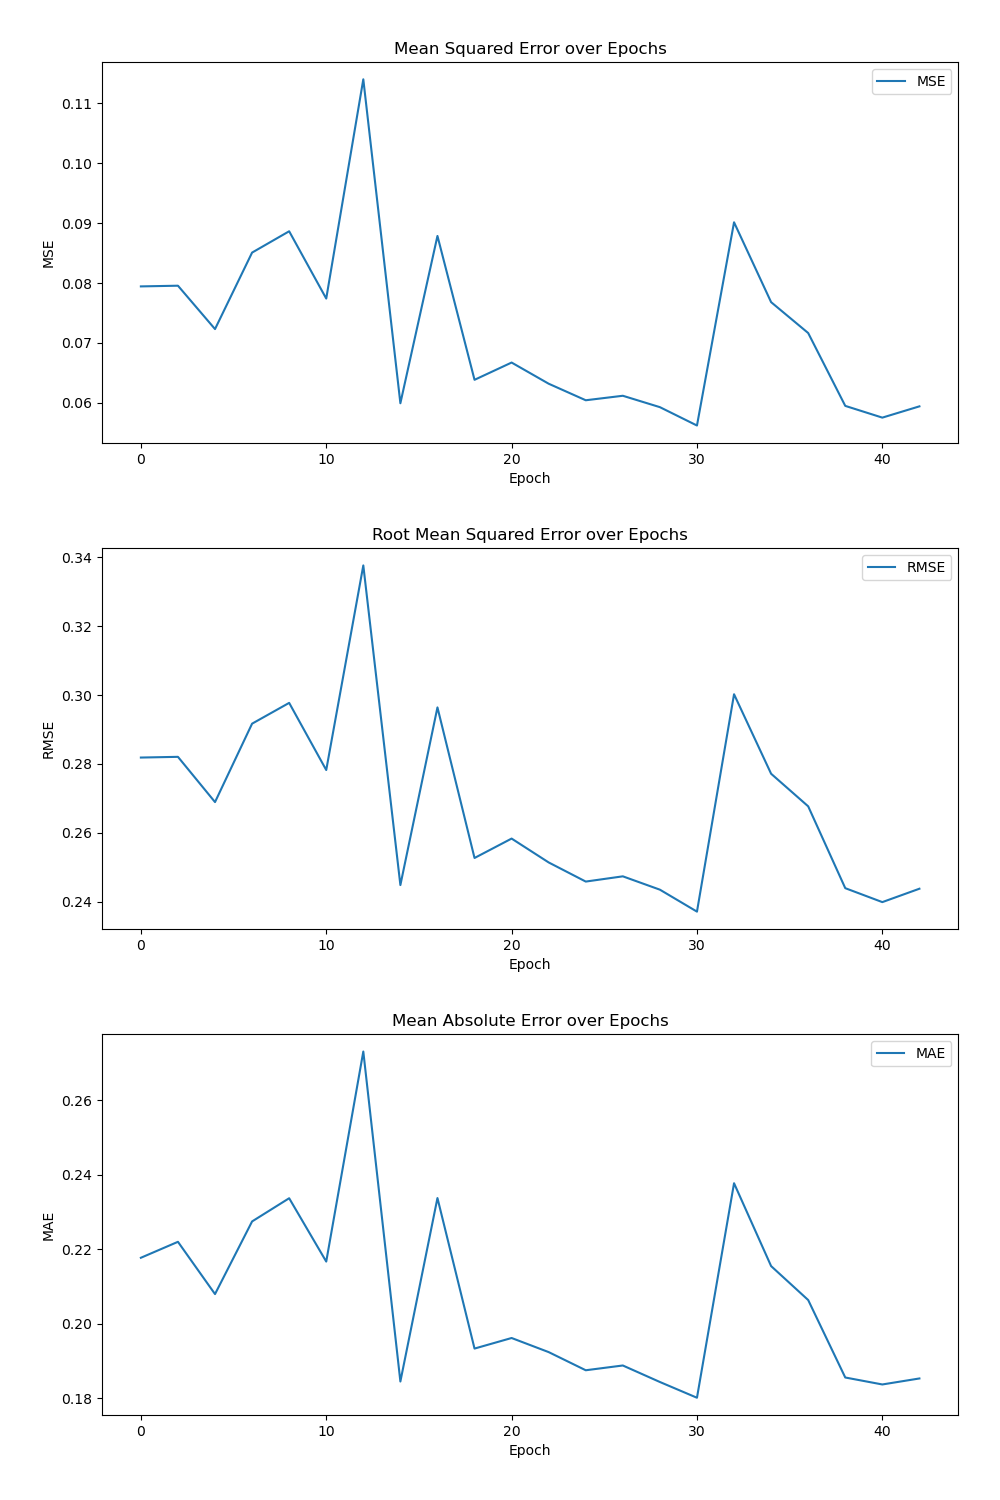 Mean Squared Error over Epochs
MSE
0.11
0.10
0.09
0.08
0.07
0.06
MSE
0 10 20 30 40
Epoch
Root Mean Squared Error over Epochs
RMSE
0.34
0.32
0.30
0.28
0.26
0.24
RMSE
0 10 20 30 40
Epoch
Mean Absolute Error over Epochs
MAE
0.26
0.24
0.22
0.20
0.18
MAE
0 10 20 30 40
Epoch